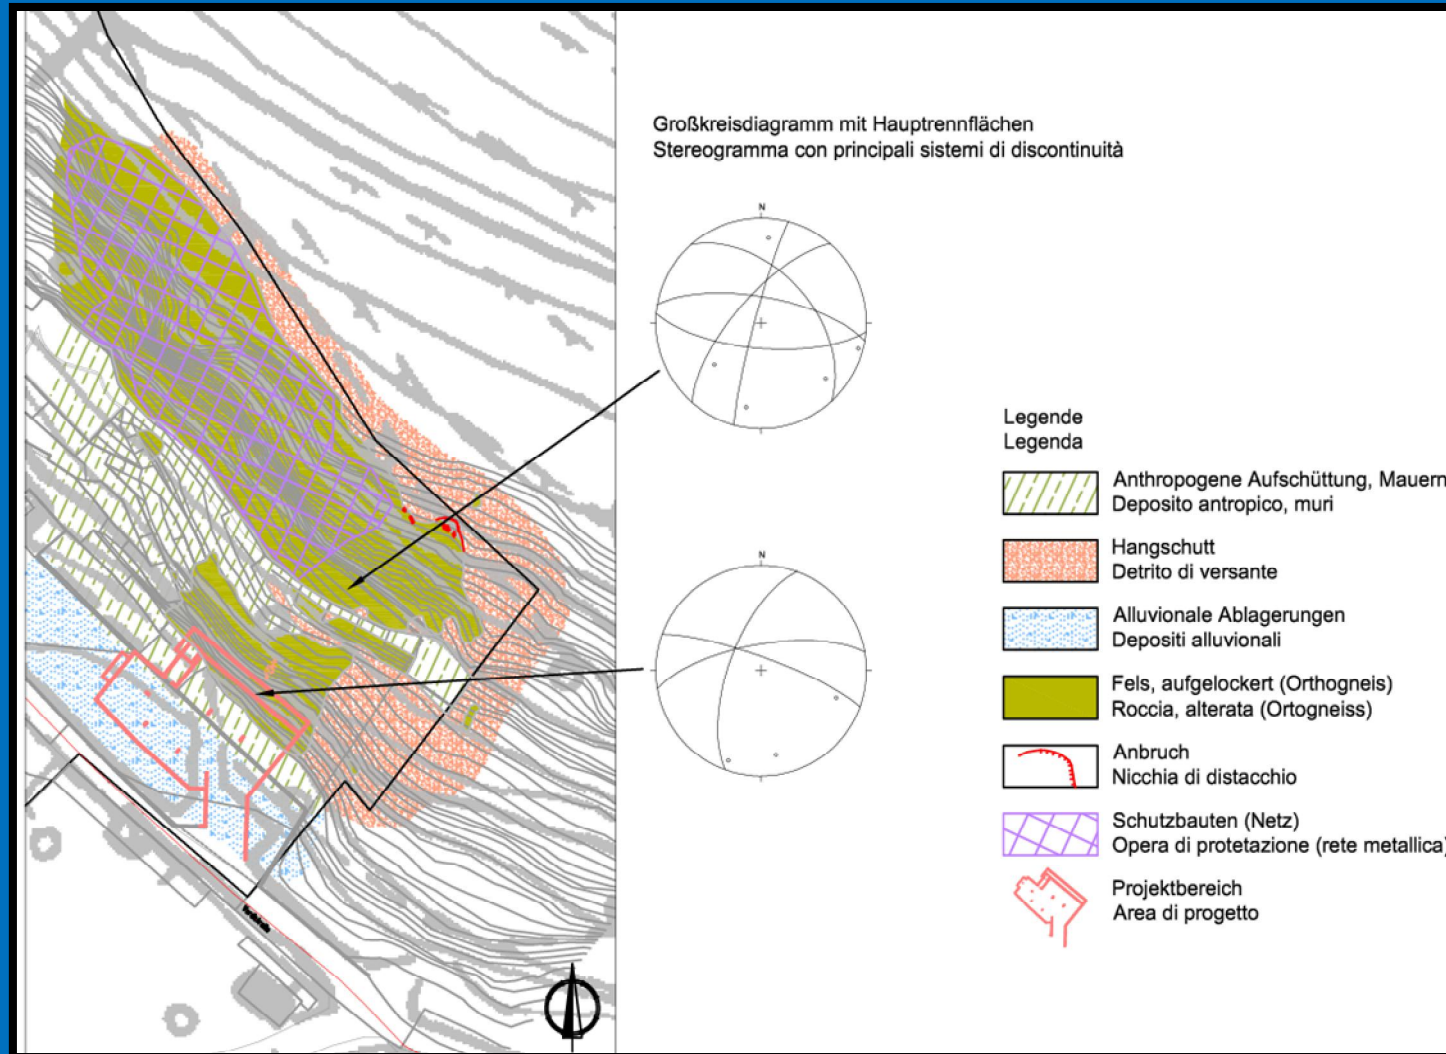 Großkreisdiagramm mit Hauptrennflächen
Stereogramma con principali sistemi di discontinuità
N
N
Legende
Legenda
Anthropogene Aufschüttung, Mauern
Deposito antropico, muri
Hangschutt
Detrito di versante
Alluvionale Ablagerungen
Depositi alluvionali
Fels, aufgelockert (Orthogneis)
Roccia, alterata (Ortogneiss)
Anbruch
Nicchia di distacchio
Schutzbauten (Netz)
Opera di protetazione (rete metallica)
Projektbereich
Area di progetto